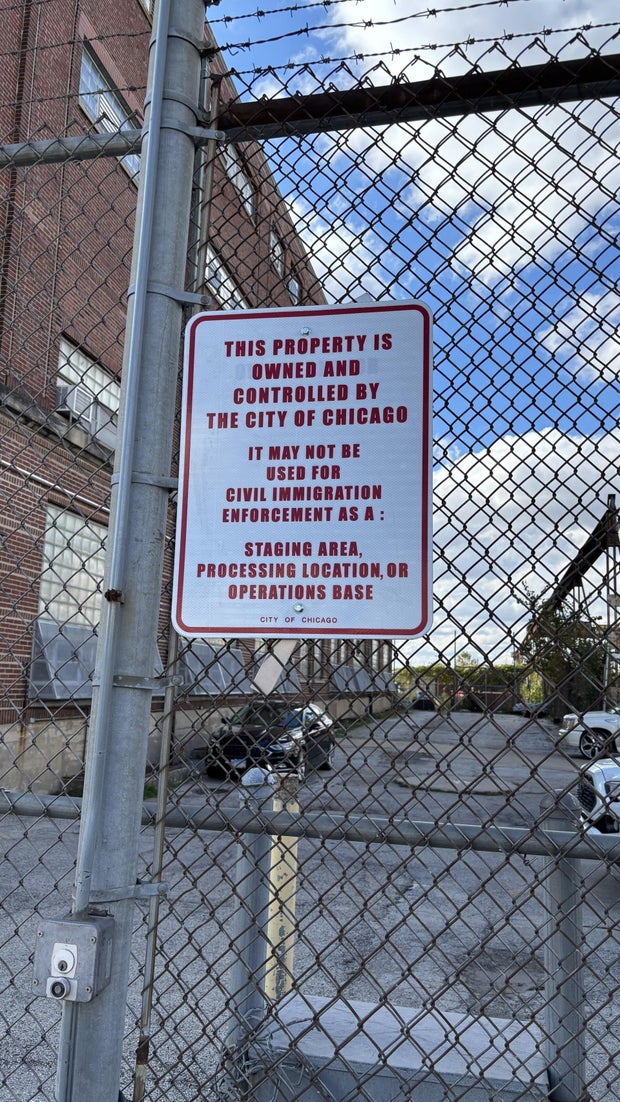 THIS PROPERTY IS
OWNED AND
CONTROLLED BY
THE CITY OF CHICAGO
IT MAY NOT BE
USED FOR
CIVIL IMMIGRATION
ENFORCEMENT AS A :
STAGING AREA,
PROCESSING LOCATION, OR
OPERATIONS BASE
CITY OF CHICAGO